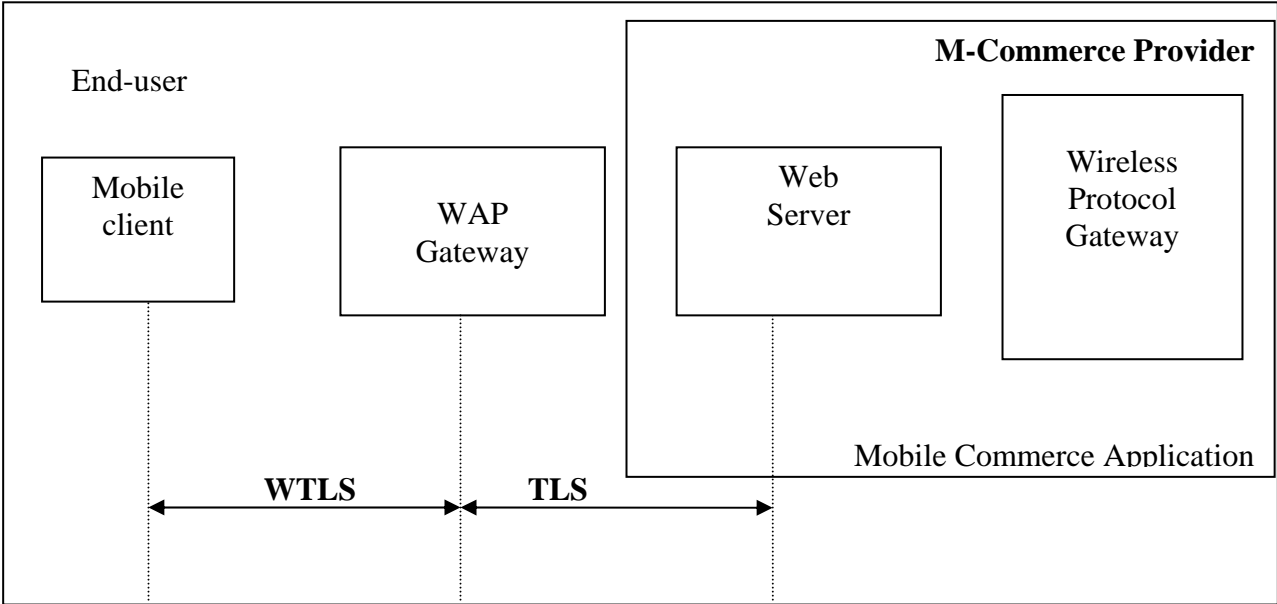 M-Commerce Provider
End-user
Mobile
client
WAP
Gateway
Web
Server
Wireless
Protocol
Gateway
Mobile Commerce Application
WTLS
TLS